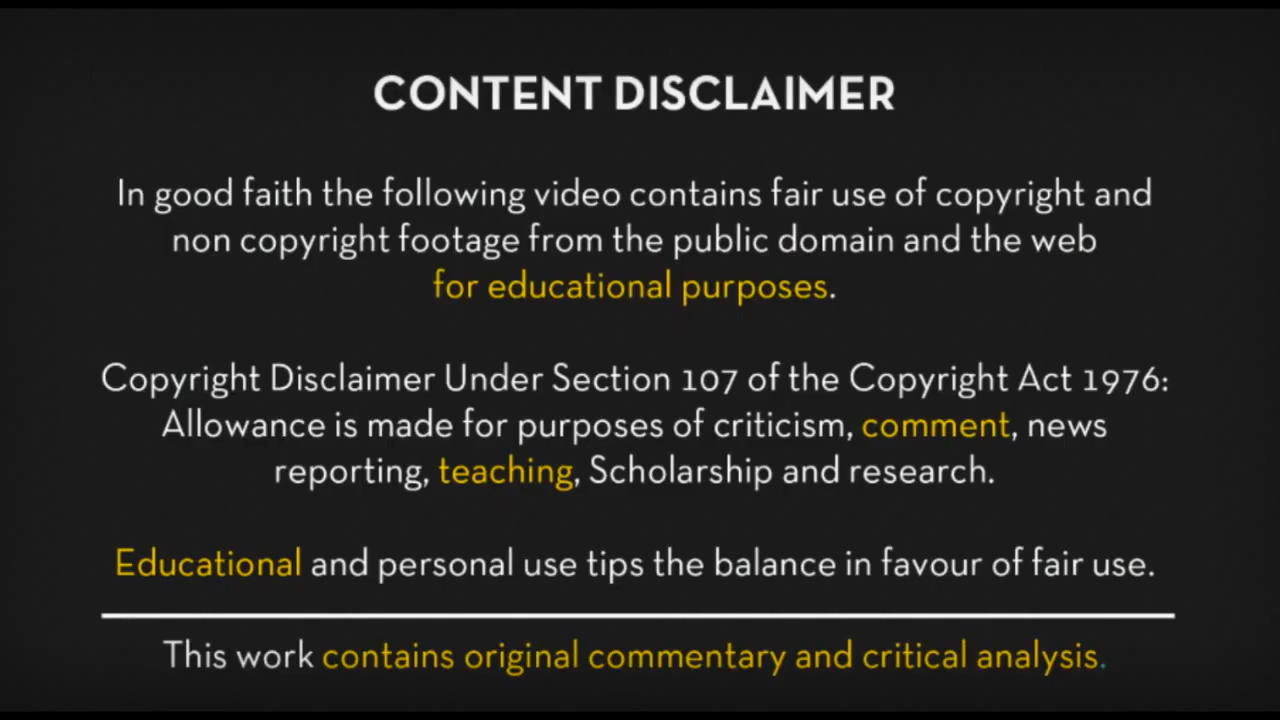 CONTENT DISCLAIMER
In good faith the following video contains fair use of copyright and
non copyright footage from the public domain and the web
for educational purposes.
Copyright Disclaimer Under Section 107 of the Copyright Act 1976:
Allowance is made for purposes of criticism, comment, news
reporting, teaching, Scholarship and research.
Educational and personal use tips the balance in favour of fair use.
This work contains original commentary and critical analysis.